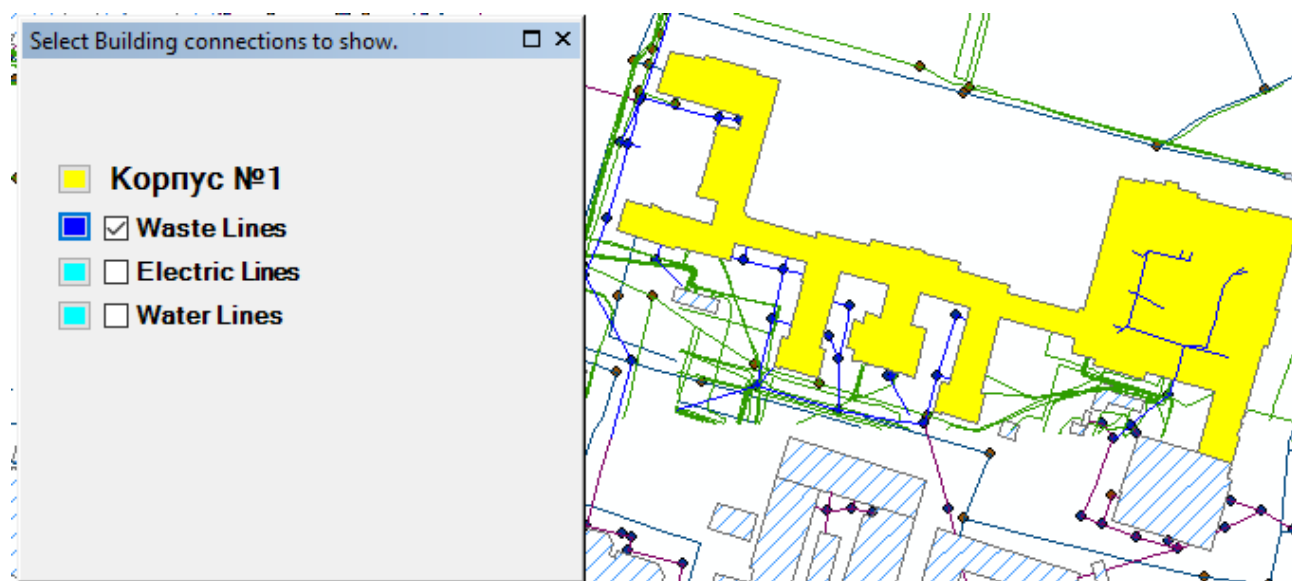 Select Building connections to show.
Корпус №1
Waste Lines
Electric Lines
Water Lines